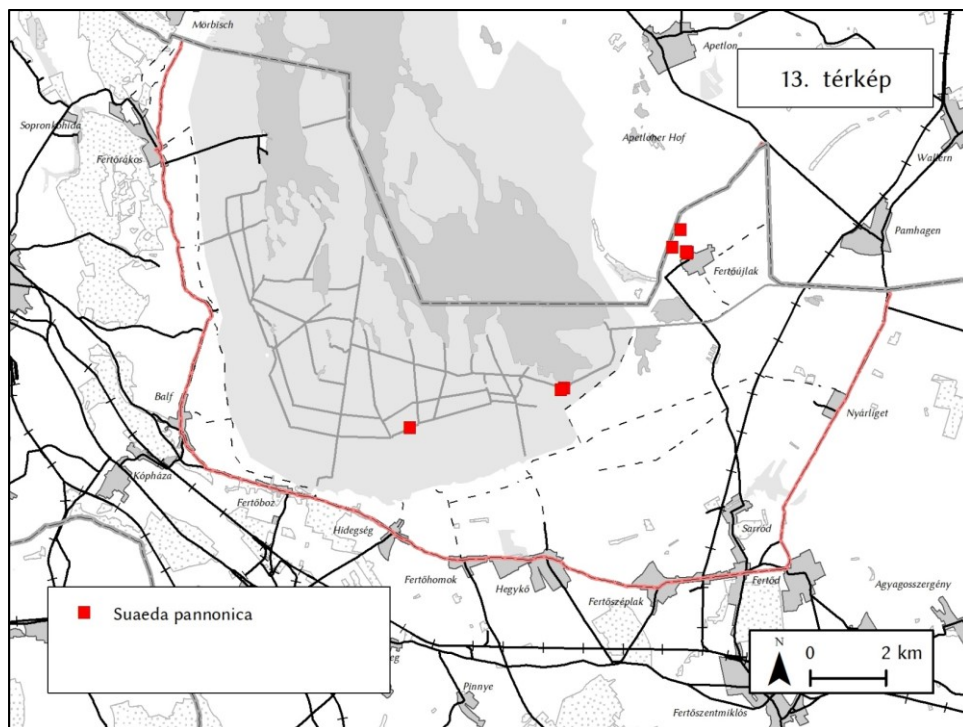 Mörbisch
Apetlon
13. térkép
Sopronkőhida
Fertőrákos
Apetloner Hof
Wallern
Pamhagen
Fertőújlak
Balf
Nyárliget
Kópháza
Fertőboz
Hidegség
Sarród
Fertőhomok
Hegykő
Fertőszéplak
Fertőd
Agyagosszergény
Suaeda pannonica
N
0 2 km
Pinnye
Fertőszentmiklós